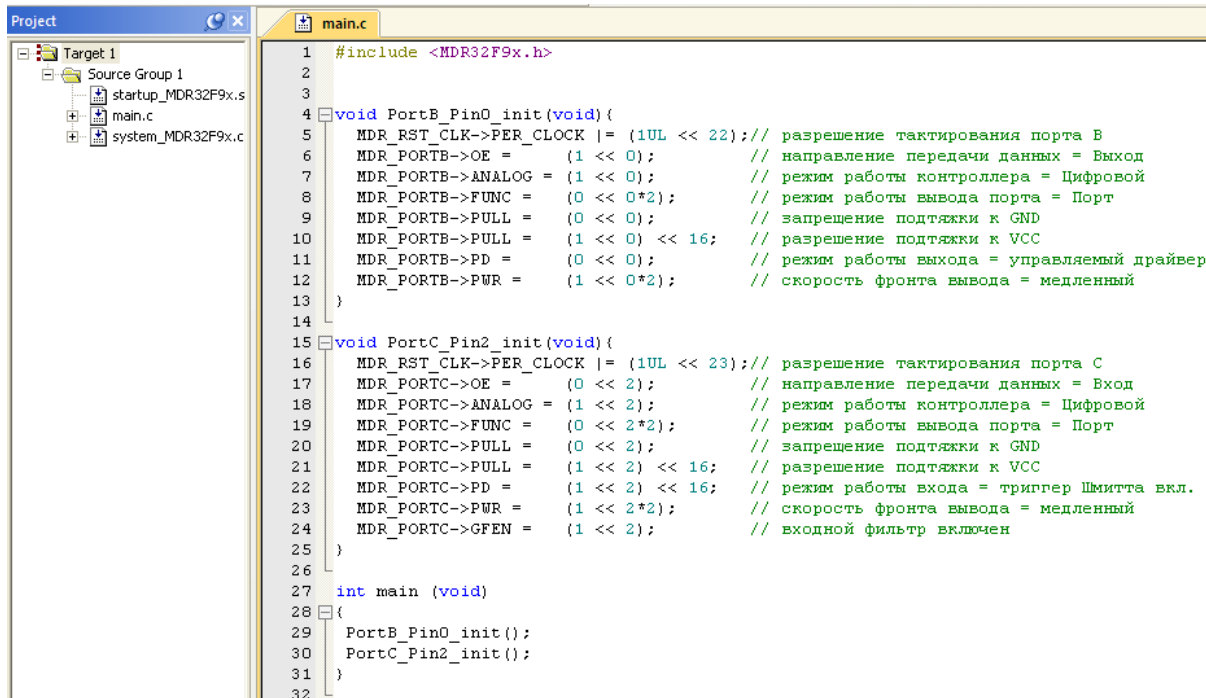 Project
main.c
Target 1
Source Group 1
startup_MDR32F9x.s
main.c
system_MDR32F9x.c
1 #include <MDR32F9x.h>
2
3
4 void PortB_Pin0_init(void){
5 MDR_RST_CLK->PER_CLOCK |= (1UL << 22);// разрешение тактирования порта B
6 MDR_PORTB->OE = (1 << 0); // направление передачи данных = Выход
7 MDR_PORTB->ANALOG = (1 << 0); // режим работы контроллера = Цифровой
8 MDR_PORTB->FUNC = (0 << 0*2); // режим работы вывода порта = Порт
9 MDR_PORTB->PULL = (0 << 0); // запрещение подтяжки к GND
10 MDR_PORTB->PULL = (1 << 0) << 16; // разрешение подтяжки к VCC
11 MDR_PORTB->PD = (0 << 0); // режим работы выхода = управляемый драйвер
12 MDR_PORTB->PWR = (1 << 0*2); // скорость фронта вывода = медленный
13 }
14
15 void PortC_Pin2_init(void){
16 MDR_RST_CLK->PER_CLOCK |= (1UL << 23);// разрешение тактирования порта C
17 MDR_PORTC->OE = (0 << 2); // направление передачи данных = Вход
18 MDR_PORTC->ANALOG = (1 << 2); // режим работы контроллера = Цифровой
19 MDR_PORTC->FUNC = (0 << 2*2); // режим работы вывода порта = Порт
20 MDR_PORTC->PULL = (0 << 2); // запрещение подтяжки к GND
21 MDR_PORTC->PULL = (1 << 2) << 16; // разрешение подтяжки к VCC
22 MDR_PORTC->PD = (1 << 2) << 16; // режим работы входа = триггер Шмитта вкл.
23 MDR_PORTC->PWR = (1 << 2*2); // скорость фронта вывода = медленный
24 MDR_PORTC->GFEN = (1 << 2); // входной фильтр включен
25 }
26
27 int main (void)
28 {
29 PortB_Pin0_init();
30 PortC_Pin2_init();
31 }
32